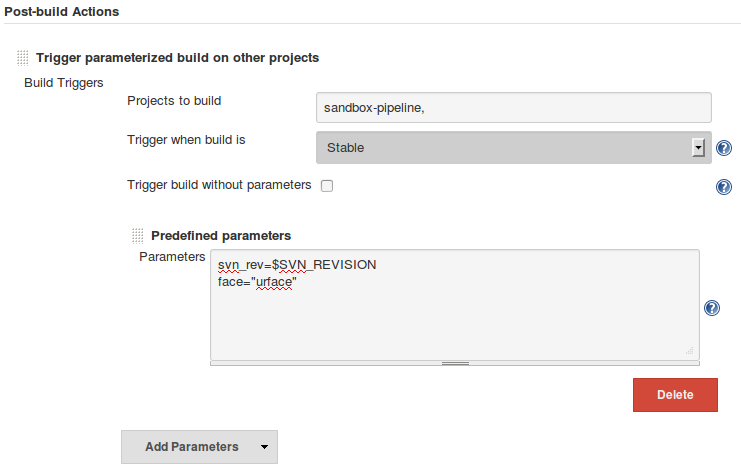 Post-build Actions
Trigger parameterized build on other projects
Build Triggers
Projects to build
sandbox-pipeline,
Trigger when build is
Stable
Trigger build without parameters
Predefined parameters
Parameters
svn_rev=$SVN_REVISION
face="urface"
Delete
Add Parameters